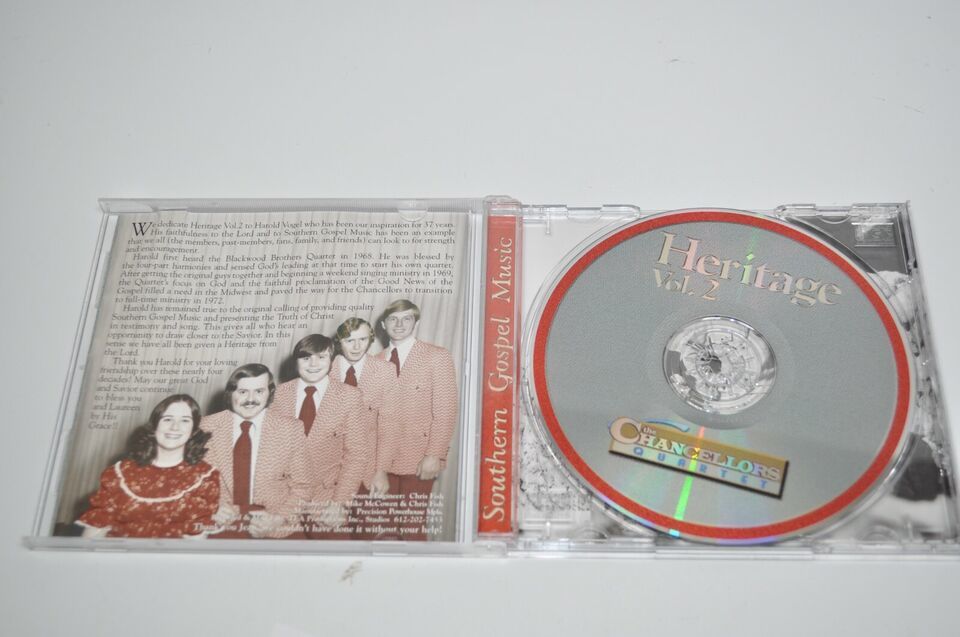 We dedicate Heritage Vol.2 to Harold Vogel who has been our inspiration for 37 years.
His faithfulness to the Lord and to Southern Gospel Music has been an example
that we all (the members, past-members, fans, family, and friends) can look to for strength
and encouragement.
Harold first heard the Blackwood Brothers Quartet in 1968. He was blessed by
the four-part harmonies and sensed God's leading at that time to start his own quartet.
After getting the original guys together and beginning a weekend singing ministry in 1969,
the Quartet's focus on God and the faithful proclamation of the Good News of the
Gospel filled a need in the Midwest and paved the way for the Chancellors to transition
to full-time ministry in 1972.
Harold has remained true to the original calling of providing quality
Southern Gospel Music and presenting the Truth of Christ
in testimony and song. This gives all who hear an
opportunity to draw closer to the Savior. In this
sense we have all been given a Heritage from
the Lord.
Thank you Harold for your loving
friendship over these nearly four
decades! May our great God
and Savior continue
to bless you
and Laureen
by His
Grace!!
Sound Engineer: Chris Fish
Produced by: Mike McCowen & Chris Fish
Manufactured by: Precision Powerhouse Mpls.
Inc., Studios 612-202-7453
Thank you Jesus, we couldn't have done it without your help!
Southern Gospel Music
Heritage
Vol. 2
the
CHANCELLORS
QUARTET